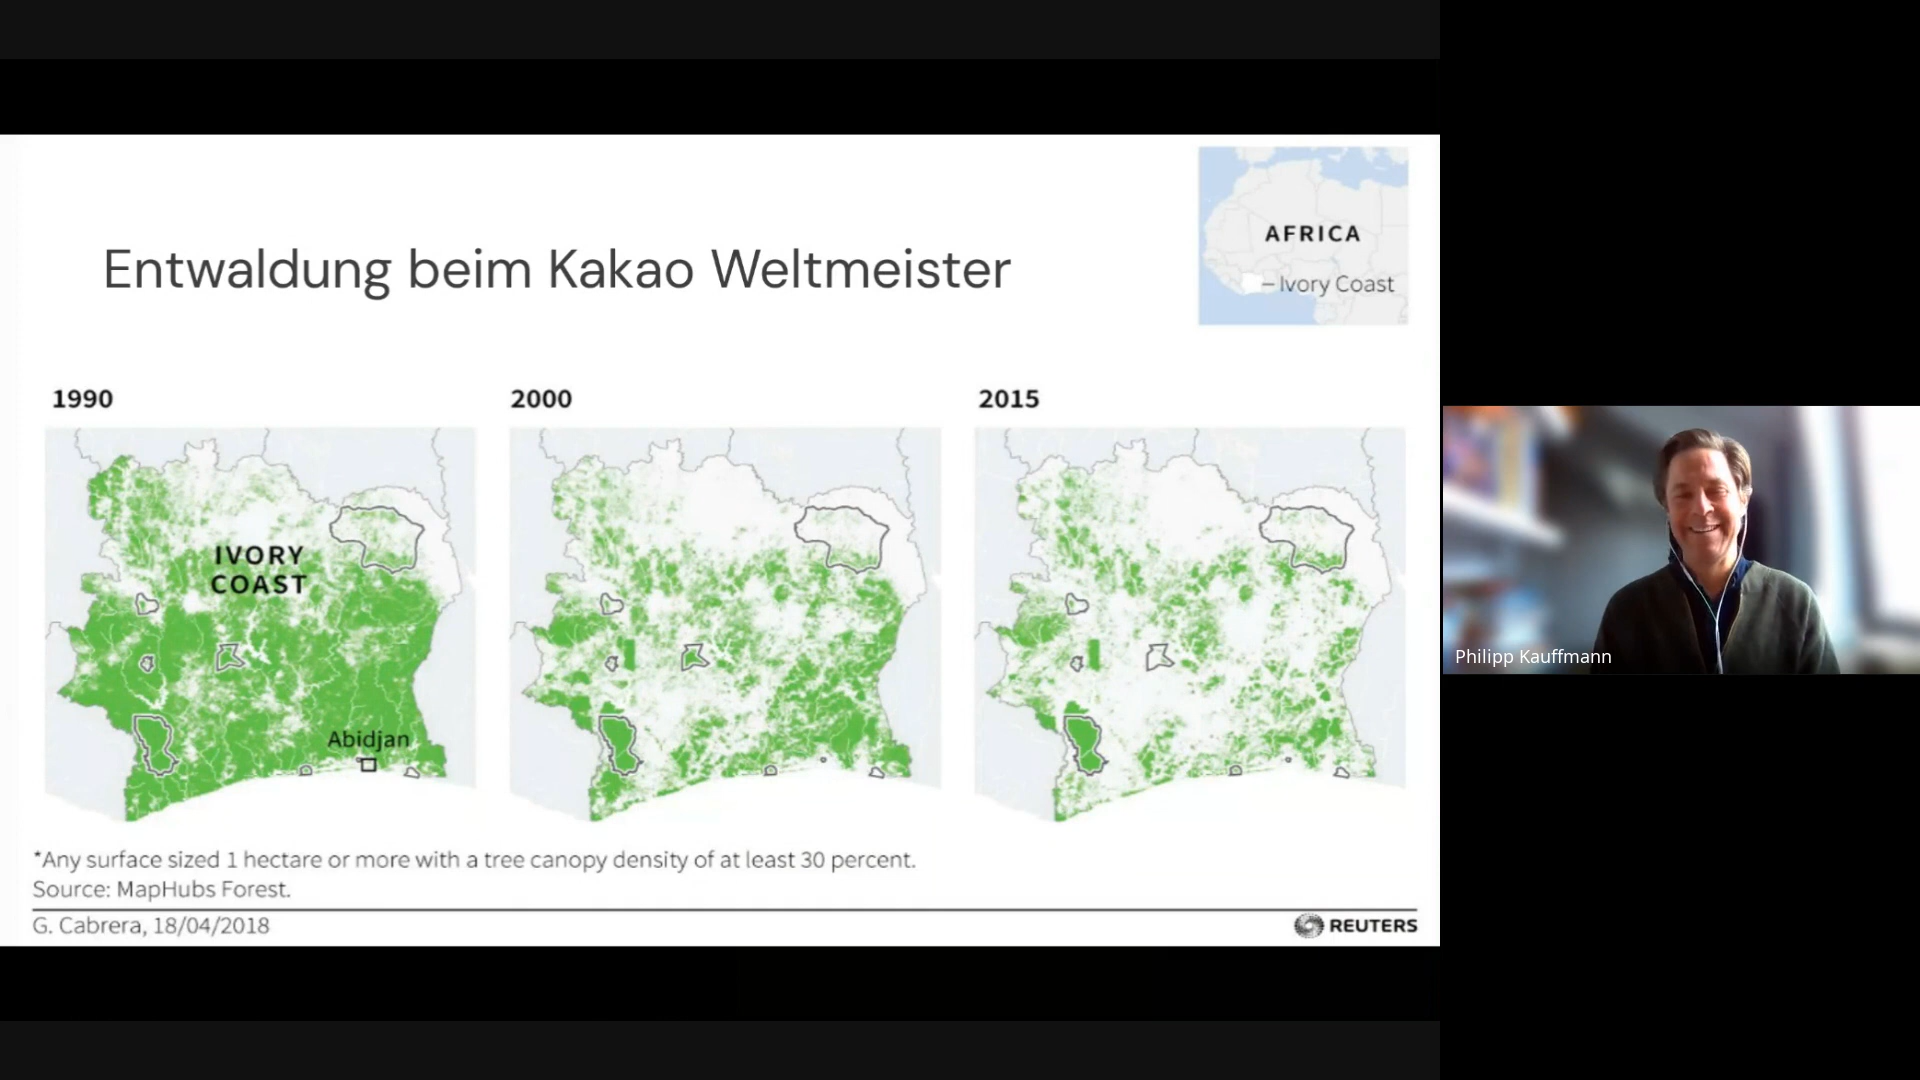 Entwaldung beim Kakao Weltmeister
AFRICA
Ivory Coast
1990
2000
2015
IVORY
COAST
Abidjan
*Any surface sized 1 hectare or more with a tree canopy density of at least 30 percent.
Source: MapHubs Forest.
G. Cabrera, 18/04/2018
REUTERS
Philipp Kauffmann